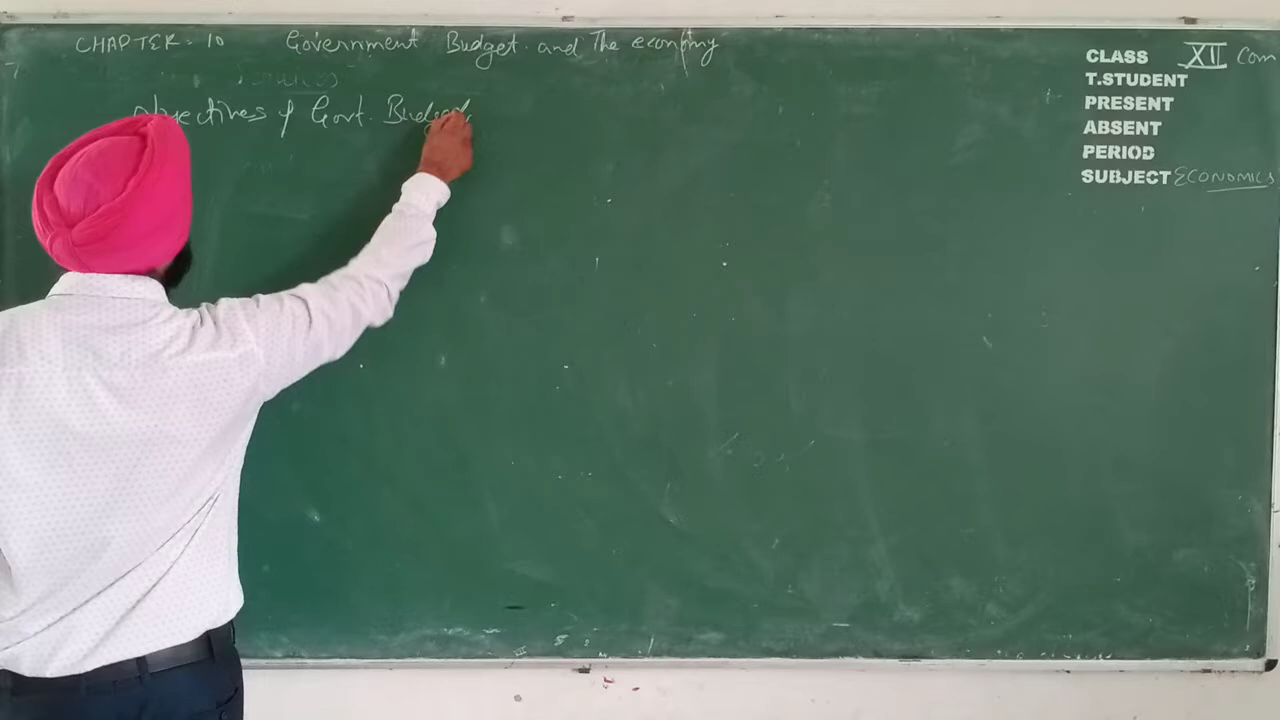 CHAPTER. 10 Government Budget. and The economy
objectives of Govt. Budget
CLASS XII Com
T.STUDENT
PRESENT
ABSENT
PERIOD
SUBJECT ECONOMICS